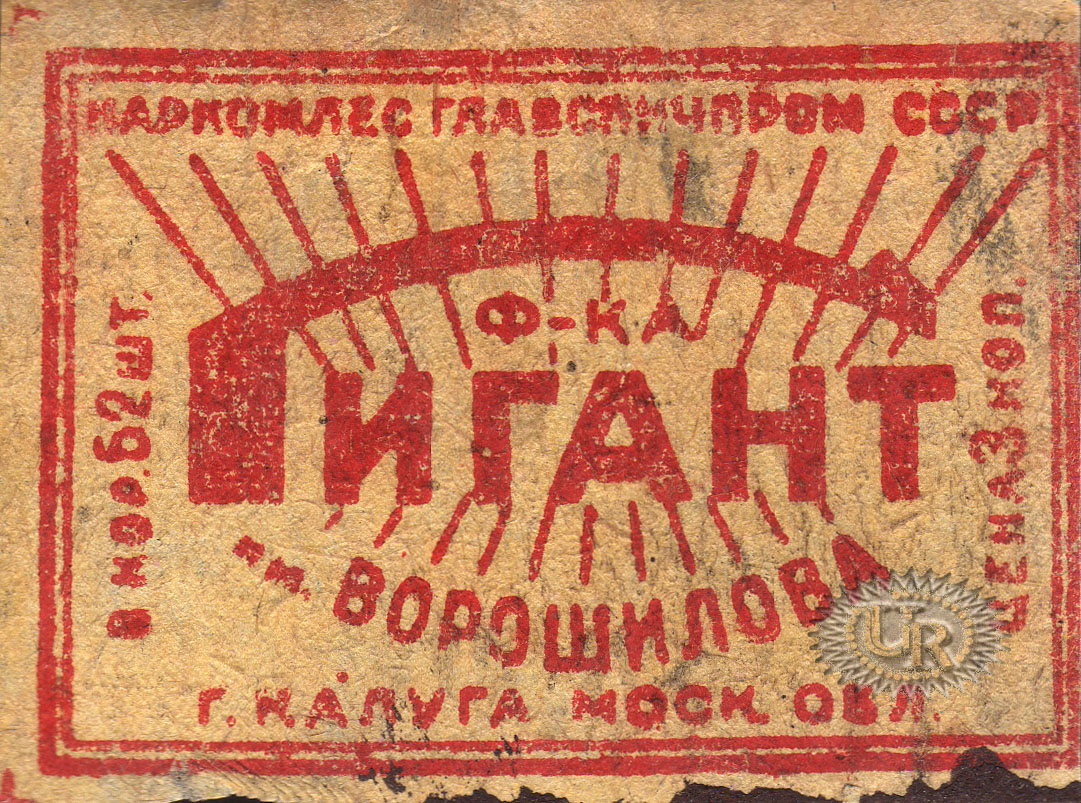 НАРКОМЛЕС ГЛАВСПИЧПРОМ СССР
Ф-КА
ГИГАНТ
им. ВОРОШИЛОВА
г. КАЛУГА МОСК. ОБЛ.
В кор. 62 шт.
ЦЕНА 3 КОП.
UR